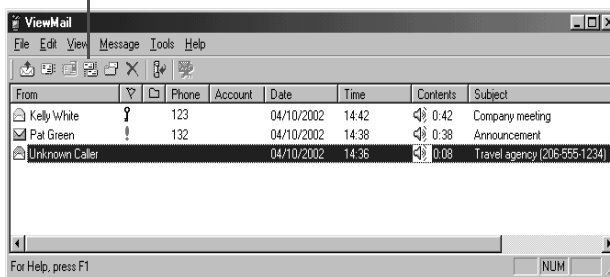 ViewMail
File Edit View Message Tools Help
From Phone Account Date Time Contents Subject
Kelly White 123 04/10/2002 14:42 0:42 Company meeting
Pat Green 132 04/10/2002 14:38 0:38 Announcement
Unknown Caller 04/10/2002 14:36 0:08 Travel agency (206-555-1234)
For Help, press F1 NUM